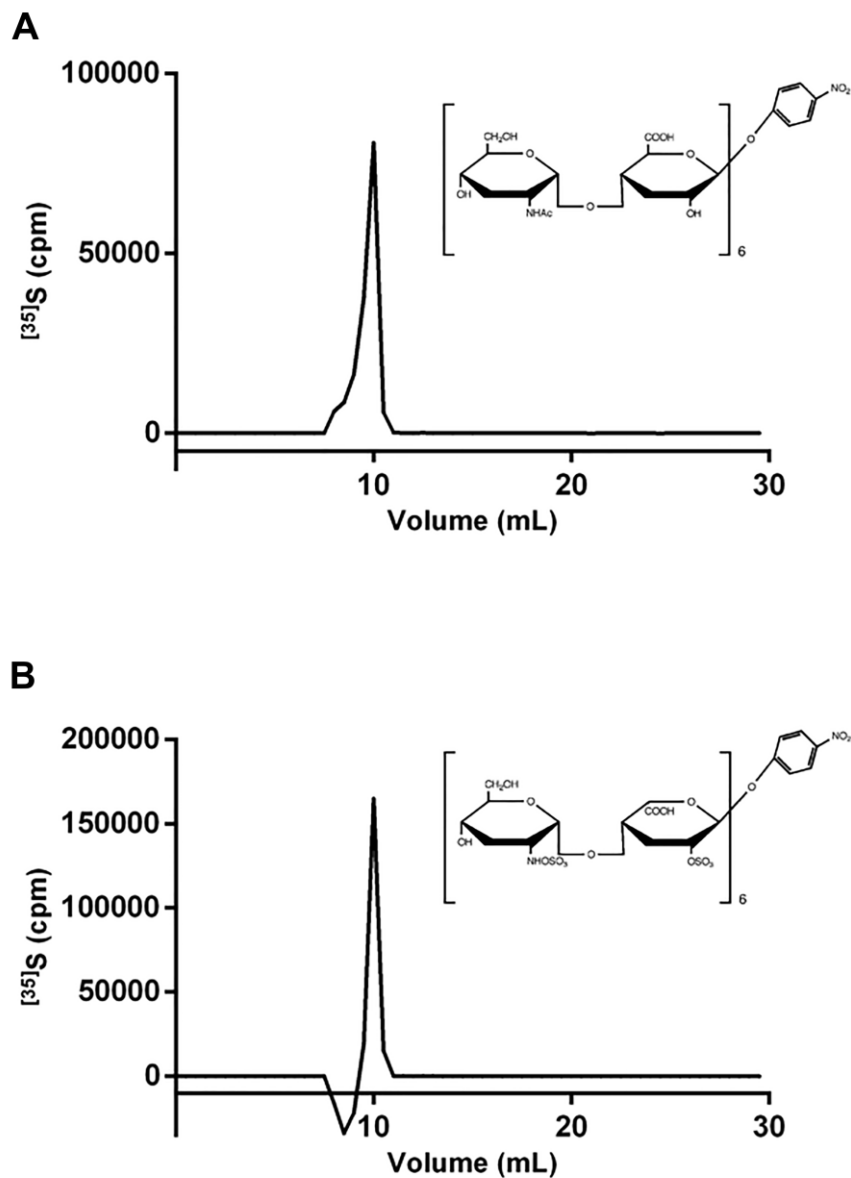 A
100000
50000
0
[35]S (cpm)
10
20
30
Volume (mL)
CH₂OH
O
OH
NHAc
O
COOH
O
OH
6
O
NO₂
B
200000
150000
100000
50000
0
[35]S (cpm)
10
20
30
Volume (mL)
CH₂OH
O
OH
NHOSO₃
O
COOH
O
OSO₃
6
O
NO₂